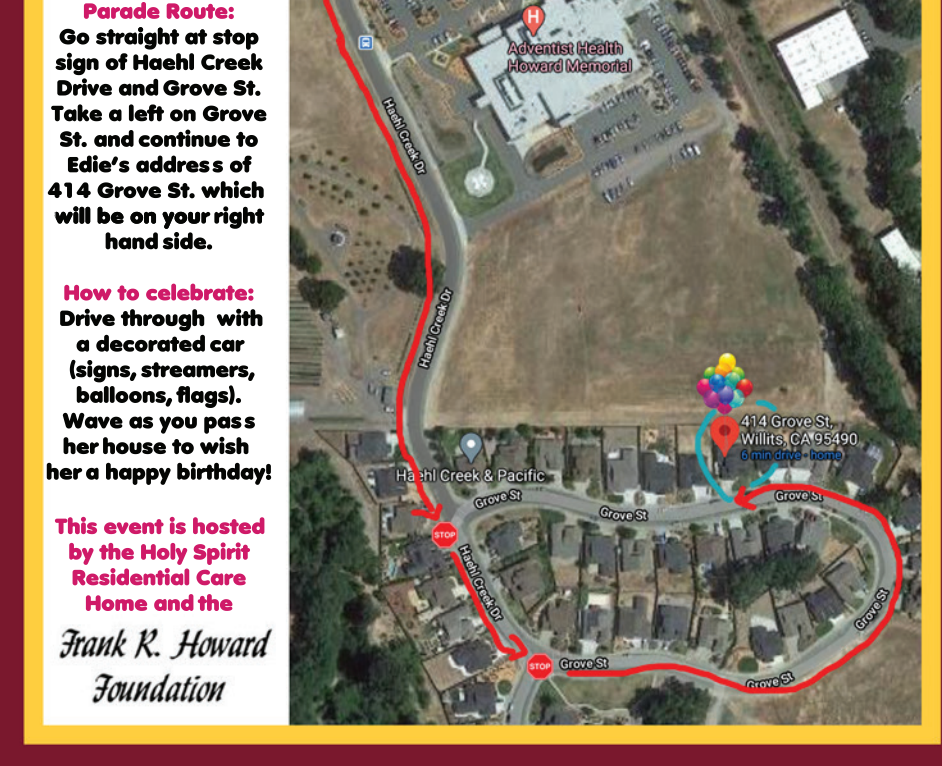 Parade Route:
Go straight at stop
sign of Haehl Creek
Drive and Grove St.
Take a left on Grove
St. and continue to
Edie's address of
414 Grove St. which
will be on your right
hand side.
How to celebrate:
Drive through with
a decorated car
(signs, streamers,
balloons, flags).
Wave as you pass
her house to wish
her a happy birthday!
This event is hosted
by the Holy Spirit
Residential Care
Home and the
Frank R. Howard
Foundation
H
Adventist Health
Howard Memorial
Haehl Creek Dr
Haehl Creek Dr
414 Grove St,
Willits, CA 95490
6 min drive - home
Haehl Creek & Pacific
Grove St
Grove St
Grove St
STOP
Haehl Creek Dr
Grove St
STOP
Grove St
Grove St